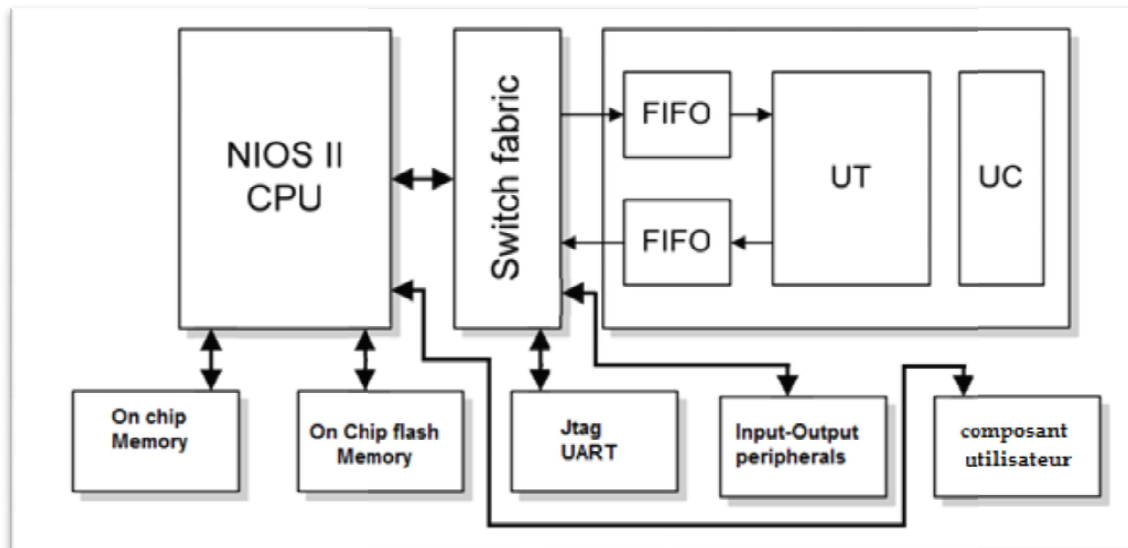 NIOS II
CPU
Switch fabric
FIFO
FIFO
UT
UC
On chip
Memory
On Chip flash
Memory
Jtag
UART
Input-Output
peripherals
composant
utilisateur